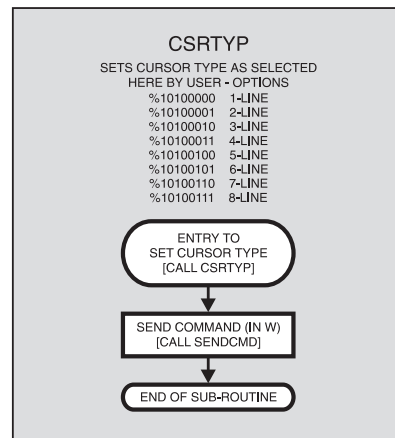 CSRTYP
SETS CURSOR TYPE AS SELECTED
HERE BY USER - OPTIONS
%10100000 1-LINE
%10100001 2-LINE
%10100010 3-LINE
%10100011 4-LINE
%10100100 5-LINE
%10100101 6-LINE
%10100110 7-LINE
%10100111 8-LINE
ENTRY TO
SET CURSOR TYPE
[CALL CSRTYP]
SEND COMMAND (IN W)
[CALL SENDCMD]
END OF SUB-ROUTINE